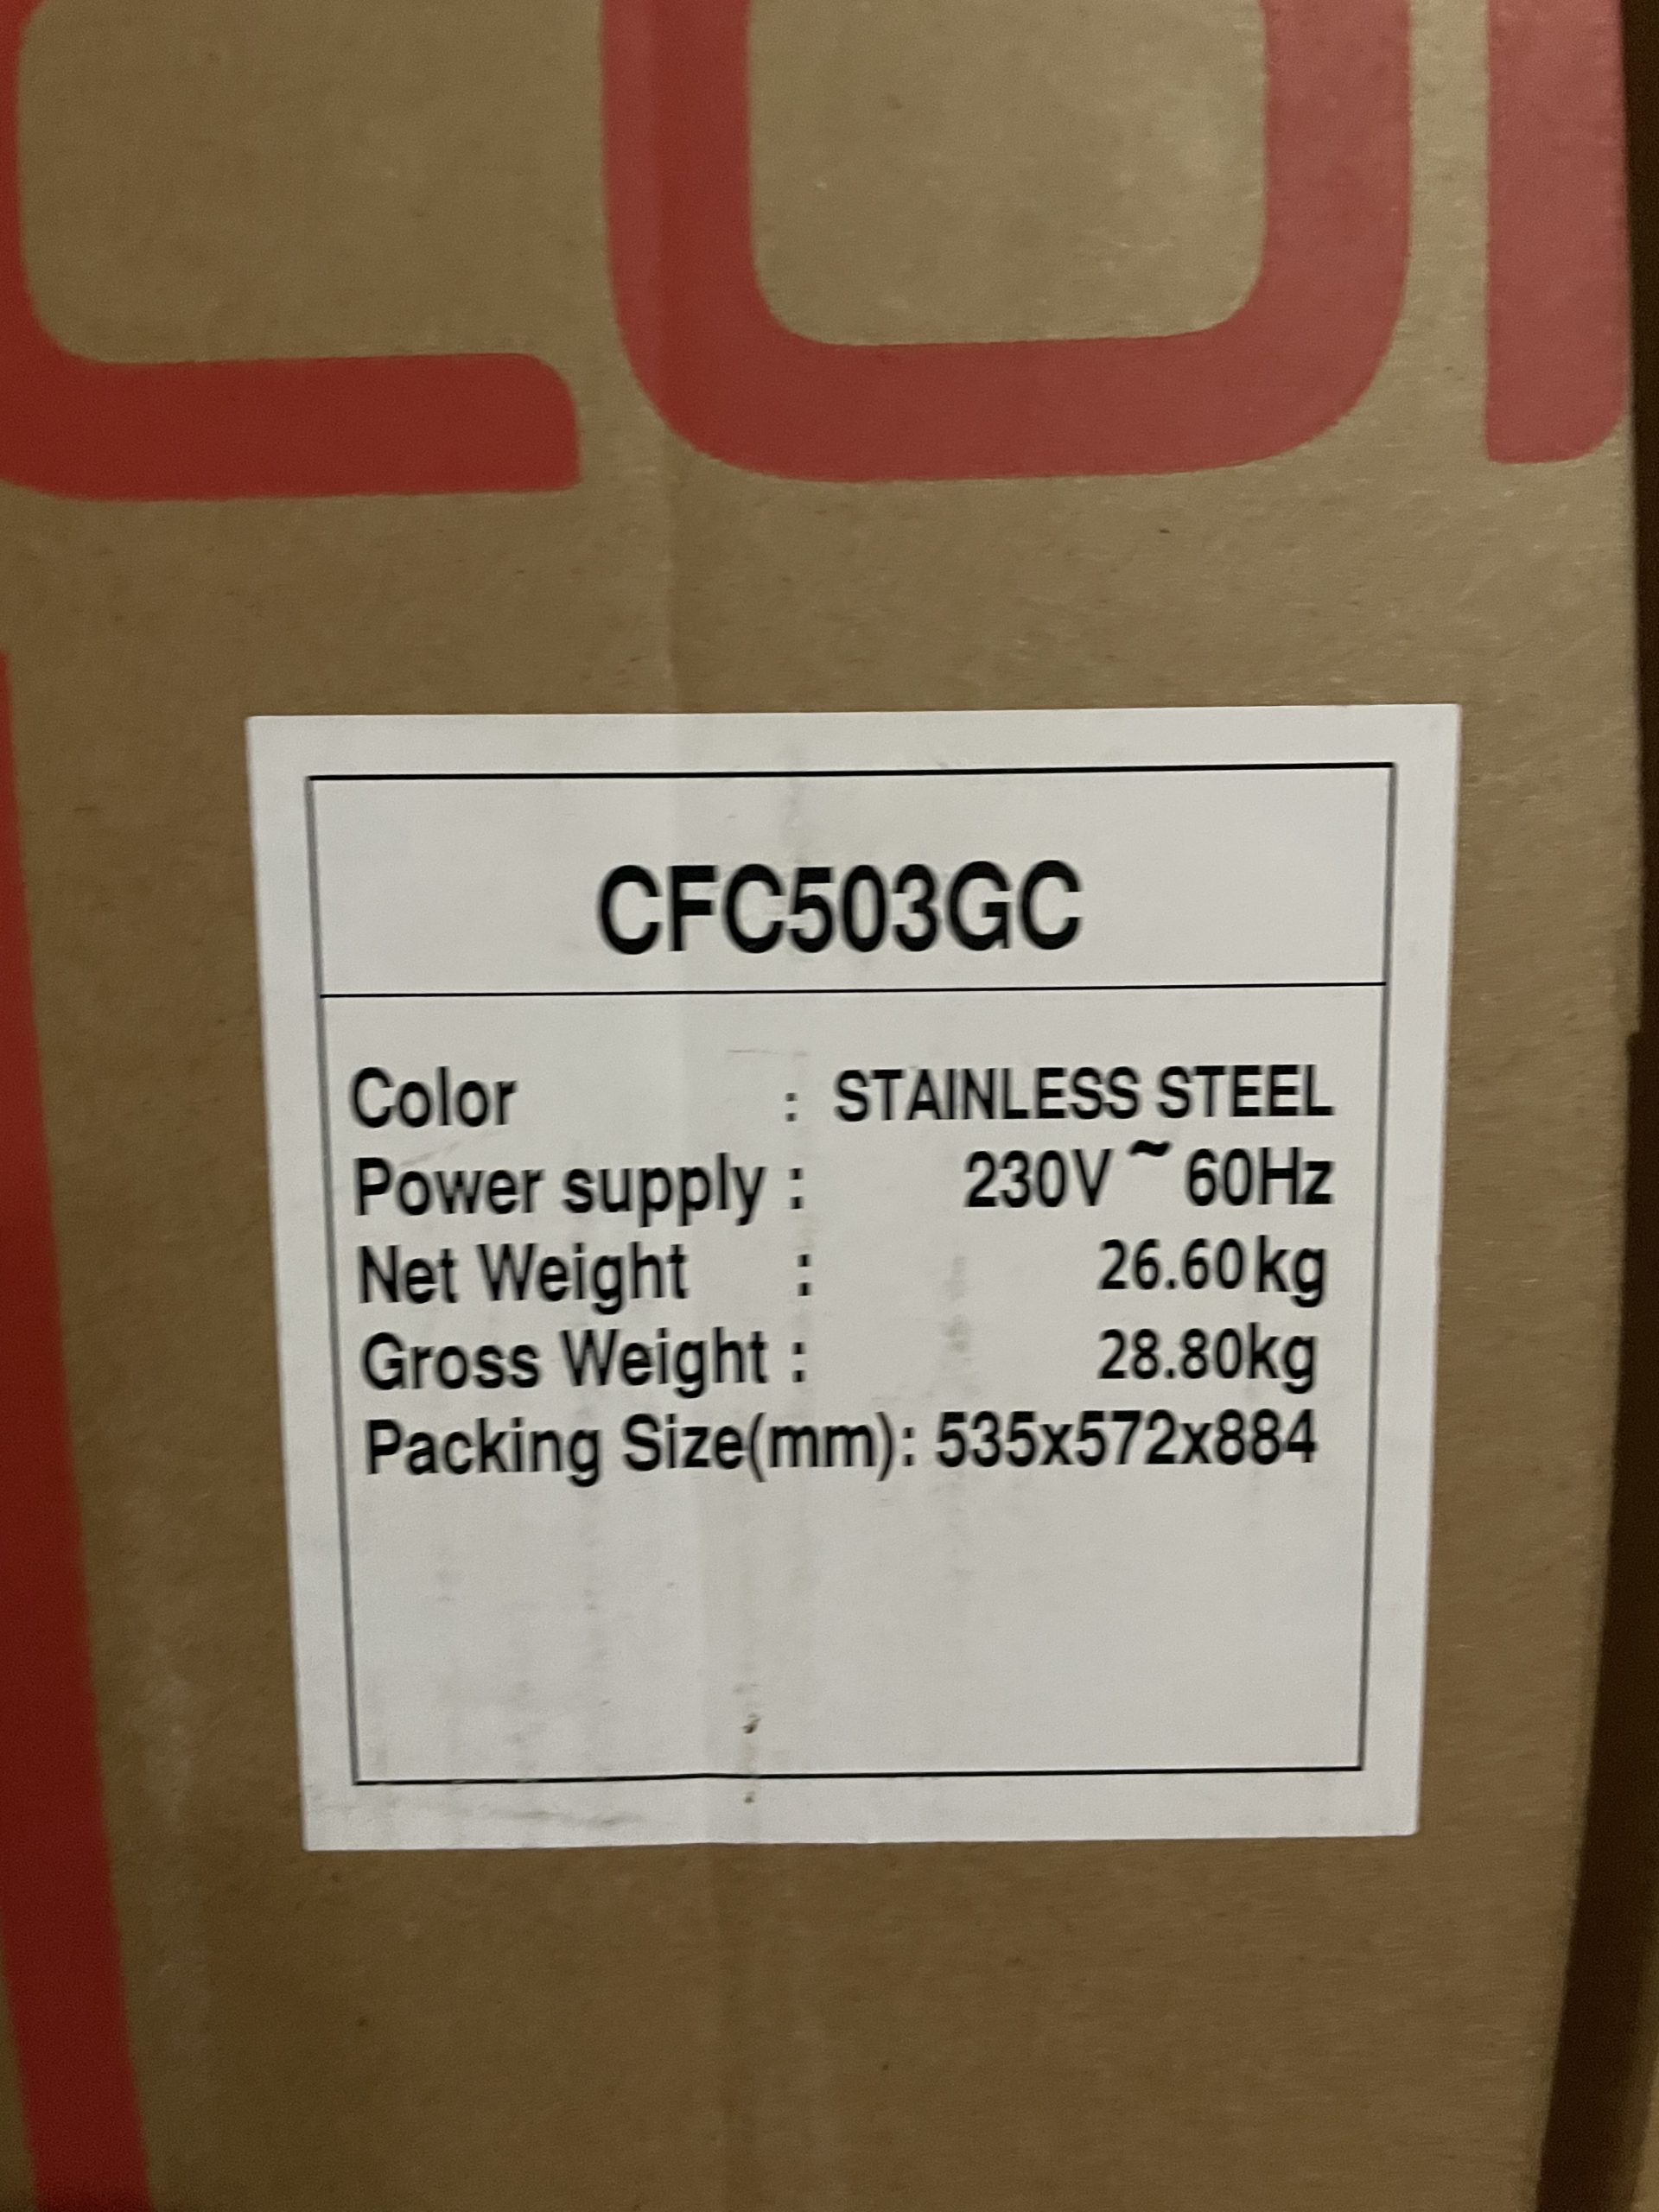 CFC503GC
Color : STAINLESS STEEL
Power supply : 230V ~ 60Hz
Net Weight : 26.60kg
Gross Weight : 28.80kg
Packing Size(mm): 535x572x884